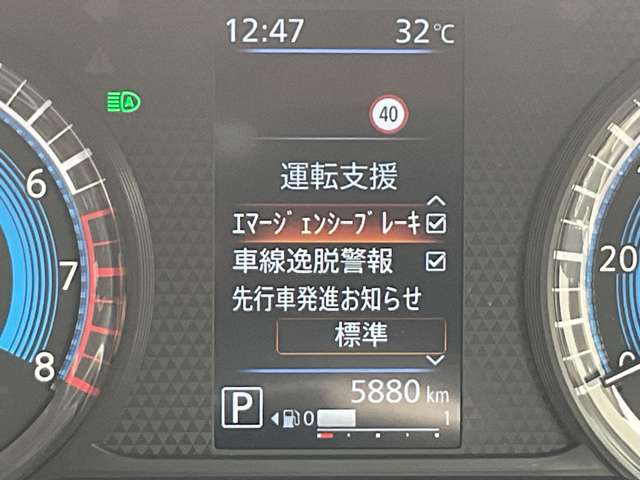 12:47 32℃
40
運転支援
エマージェンシーブレーキ
車線逸脱警報
先行車発進お知らせ
標準
5880 km
P 0 1
6
7
8
20
0
A